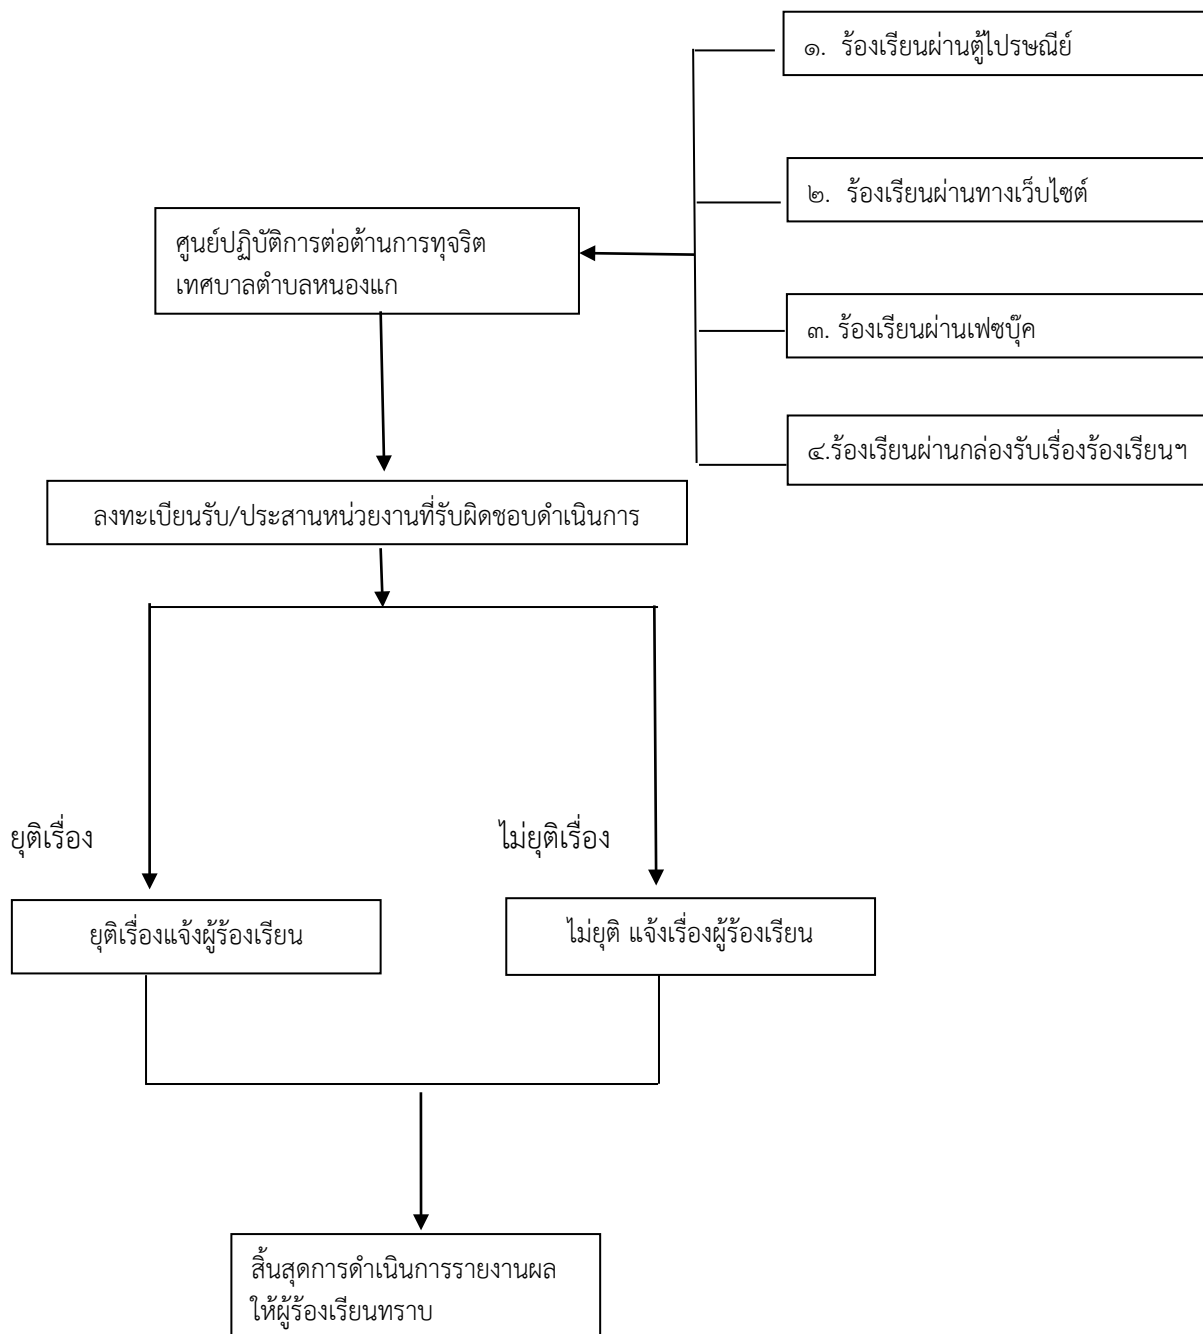 ๑. ร้องเรียนผ่านตู้ไปรษณีย์
๒. ร้องเรียนผ่านทางเว็บไซต์
ศูนย์ปฏิบัติการต่อต้านการทุจริต
เทศบาลตำบลหนองแก
๓. ร้องเรียนผ่านเฟซบุ๊ค
๔.ร้องเรียนผ่านกล่องรับเรื่องร้องเรียนฯ
ลงทะเบียนรับ/ประสานหน่วยงานที่รับผิดชอบดำเนินการ
ยุติเรื่อง
ไม่ยุติเรื่อง
ยุติเรื่องแจ้งผู้ร้องเรียน
ไม่ยุติ แจ้งเรื่องผู้ร้องเรียน
สิ้นสุดการดำเนินการรายงานผล
ให้ผู้ร้องเรียนทราบ